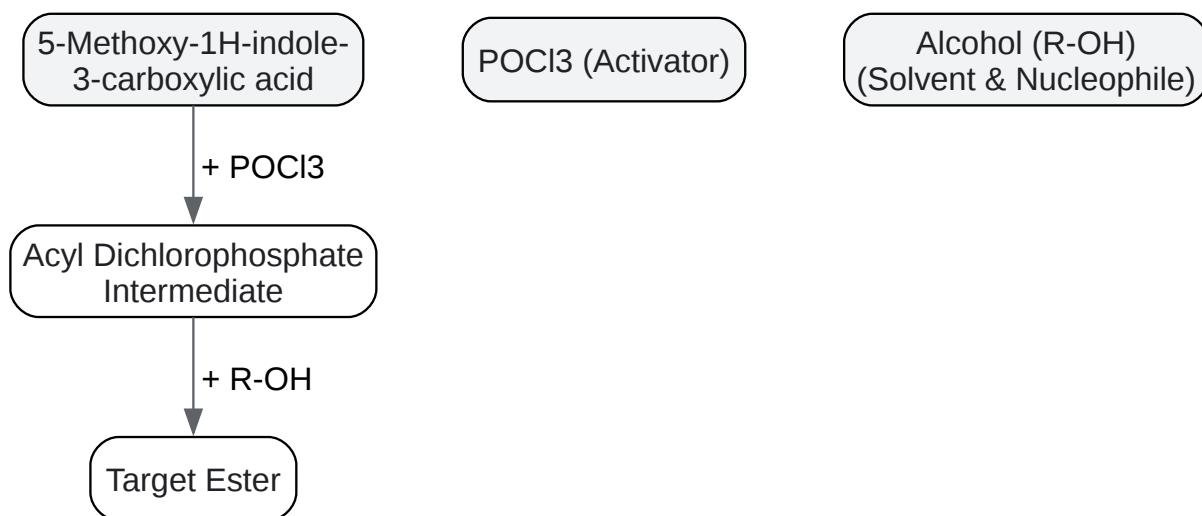 5-Methoxy-1H-indole-
3-carboxylic acid
POCl3 (Activator)
Alcohol (R-OH)
(Solvent & Nucleophile)
+ POCl3
Acyl Dichlorophosphate
Intermediate
+ R-OH
Target Ester